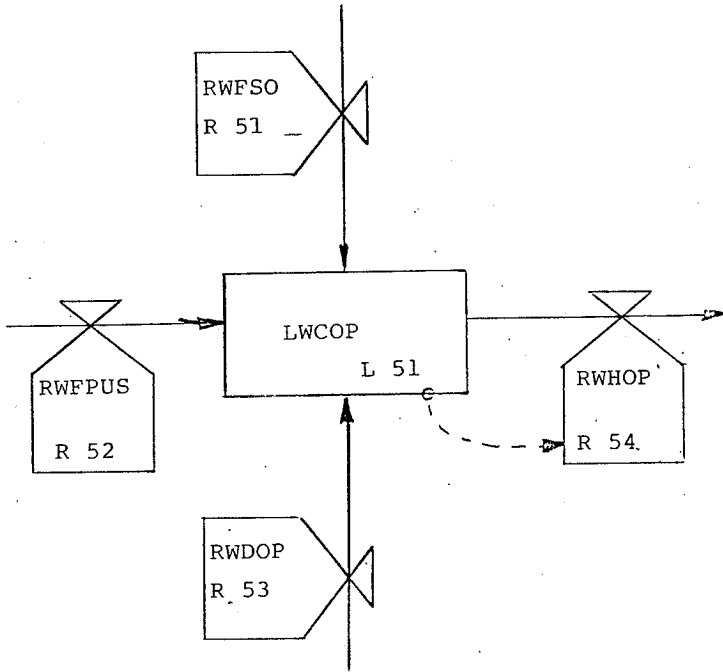 RWFSO
R 51
LWCOP
L 51
RWFPUS
R 52
RWHOP
R 54
RWDOP
R 53